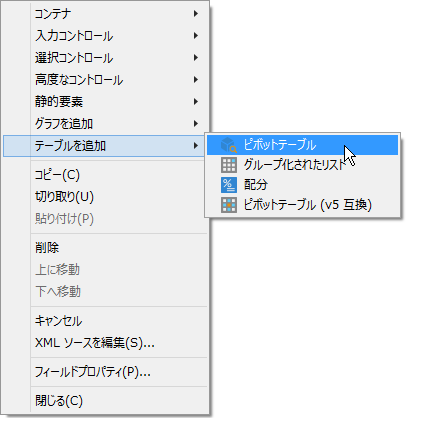 コンテナ
入力コントロール
選択コントロール
高度なコントロール
静的要素
グラフを追加
テーブルを追加
ピボットテーブル
グループ化されたリスト
配分
ピボットテーブル (v5 互換)
コピー(C)
切り取り(U)
貼り付け(P)
削除
上に移動
下へ移動
キャンセル
XML ソースを編集(S)...
フィールドプロパティ(P)...
閉じる(C)